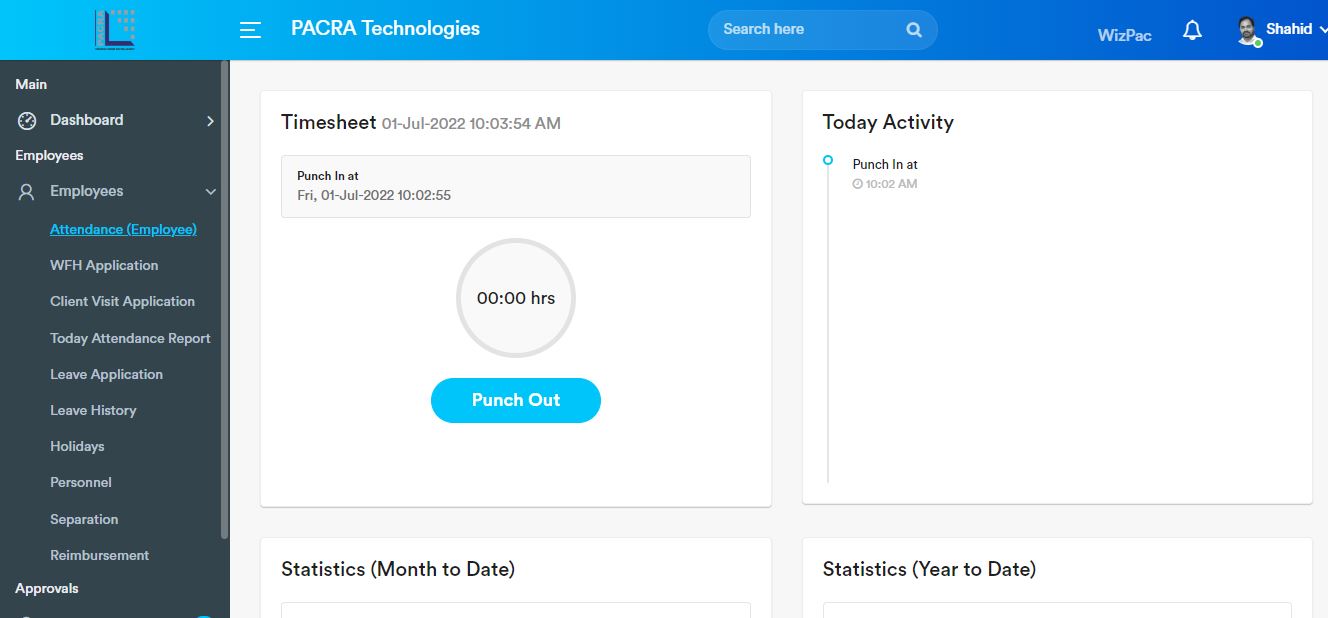 PACRA
PACRA Technologies
Search here
WizPac
Shahid
Main
Dashboard
Employees
Employees
Attendance (Employee)
WFH Application
Client Visit Application
Today Attendance Report
Leave Application
Leave History
Holidays
Personnel
Separation
Reimbursement
Approvals
Timesheet 01-Jul-2022 10:03:54 AM
Punch In at
Fri, 01-Jul-2022 10:02:55
00:00 hrs
Punch Out
Today Activity
Punch In at
10:02 AM
Statistics (Month to Date)
Statistics (Year to Date)